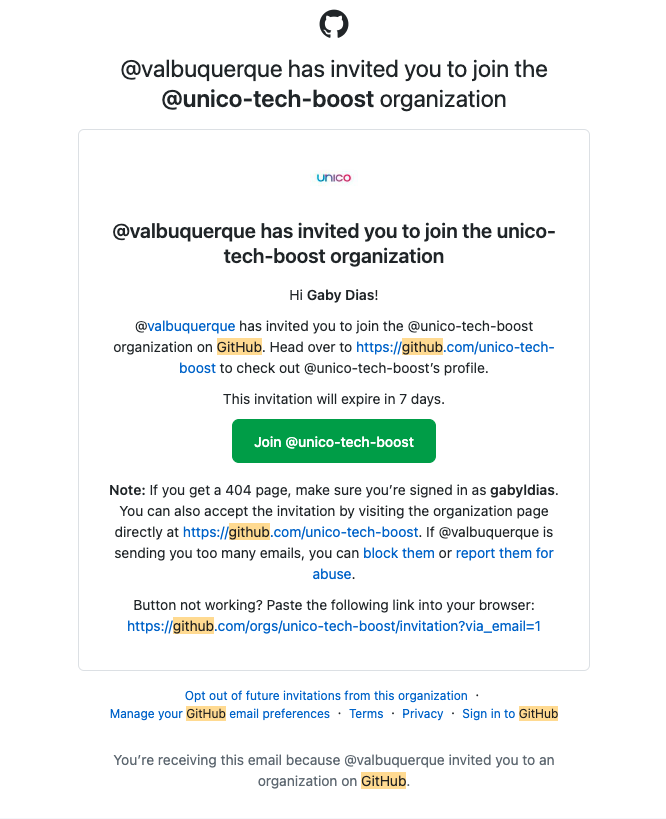 @valbuquerque has invited you to join the
@unico-tech-boost organization
unico
@valbuquerque has invited you to join the unico-
tech-boost organization
Hi Gaby Dias!
@valbuquerque has invited you to join the @unico-tech-boost
organization on GitHub. Head over to https://github.com/unico-tech-
boost to check out @unico-tech-boost’s profile.
This invitation will expire in 7 days.
Join @unico-tech-boost
Note: If you get a 404 page, make sure you’re signed in as gabyldias.
You can also accept the invitation by visiting the organization page
directly at https://github.com/unico-tech-boost. If @valbuquerque is
sending you too many emails, you can block them or report them for
abuse.
Button not working? Paste the following link into your browser:
https://github.com/orgs/unico-tech-boost/invitation?via_email=1
Opt out of future invitations from this organization ·
Manage your GitHub email preferences · Terms · Privacy · Sign in to GitHub
You’re receiving this email because @valbuquerque invited you to an
organization on GitHub.